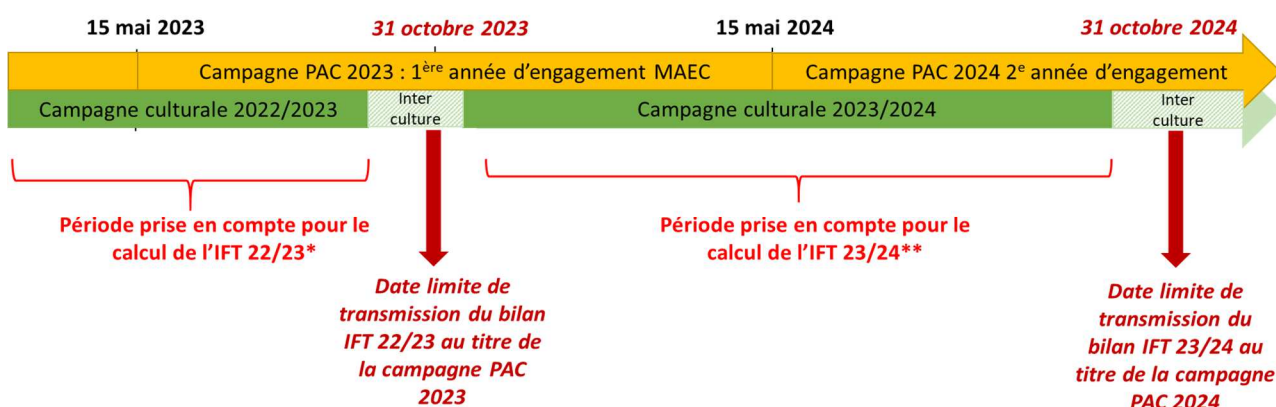 15 mai 2023
31 octobre 2023
15 mai 2024
31 octobre 2024
Campagne PAC 2023 : 1ère année d’engagement MAEC
Campagne PAC 2024 2e année d’engagement
Campagne culturale 2022/2023
Inter
culture
Campagne culturale 2023/2024
Inter
culture
Période prise en compte pour le
calcul de l’IFT 22/23*
Période prise en compte pour le
calcul de l’IFT 23/24**
Date limite de
transmission du bilan
IFT 22/23 au titre de
la campagne PAC
2023
Date limite de
transmission du
bilan IFT 23/24 au
titre de la campagne
PAC 2024